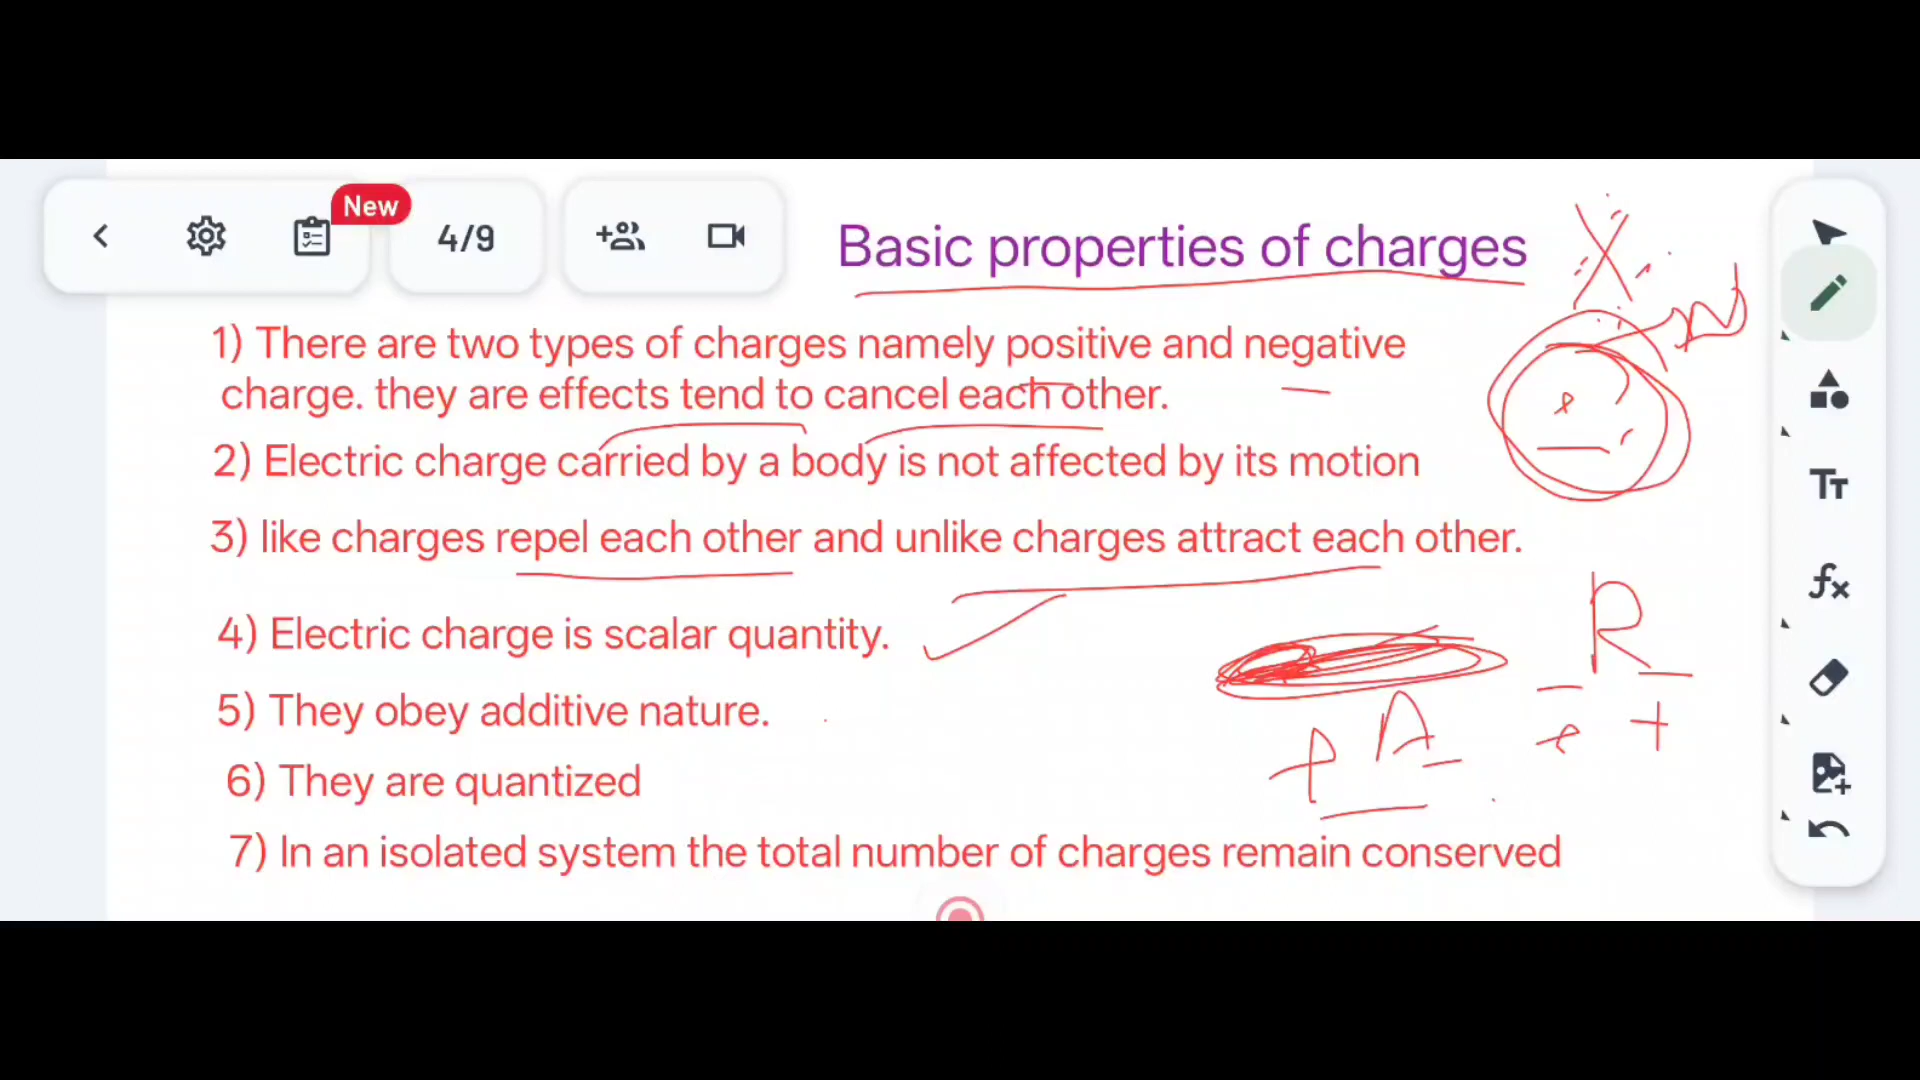 New
4/9
Basic properties of charges
1) There are two types of charges namely positive and negative
charge. they are effects tend to cancel each other.
2) Electric charge carried by a body is not affected by its motion
3) like charges repel each other and unlike charges attract each other.
4) Electric charge is scalar quantity.
R
5) They obey additive nature.
A
+
6) They are quantized
7) In an isolated system the total number of charges remain conserved
Tт
fx